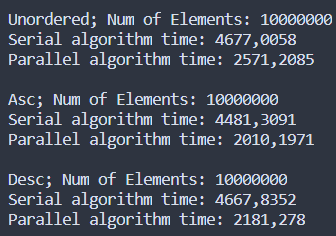 Unordered; Num of Elements: 10000000
Serial algorithm time: 4677,0058
Parallel algorithm time: 2571,2085
Asc; Num of Elements: 10000000
Serial algorithm time: 4481,3091
Parallel algorithm time: 2010,1971
Desc; Num of Elements: 10000000
Serial algorithm time: 4667,8352
Parallel algorithm time: 2181,278